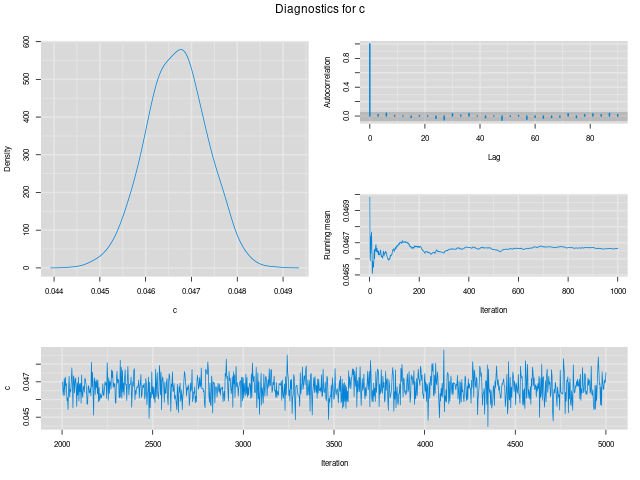 Diagnostics for c
Density
0 100 200 300 400 500 600
0.044 0.045 0.046 0.047 0.048 0.049
c
Autocorrelation
0.0 0.4 0.8
0 20 40 60 80
Lag
Running mean
0.0465 0.0467 0.0469
0 200 400 600 800 1000
Iteration
c
0.045 0.047
2000 2500 3000 3500 4000 4500 5000
Iteration